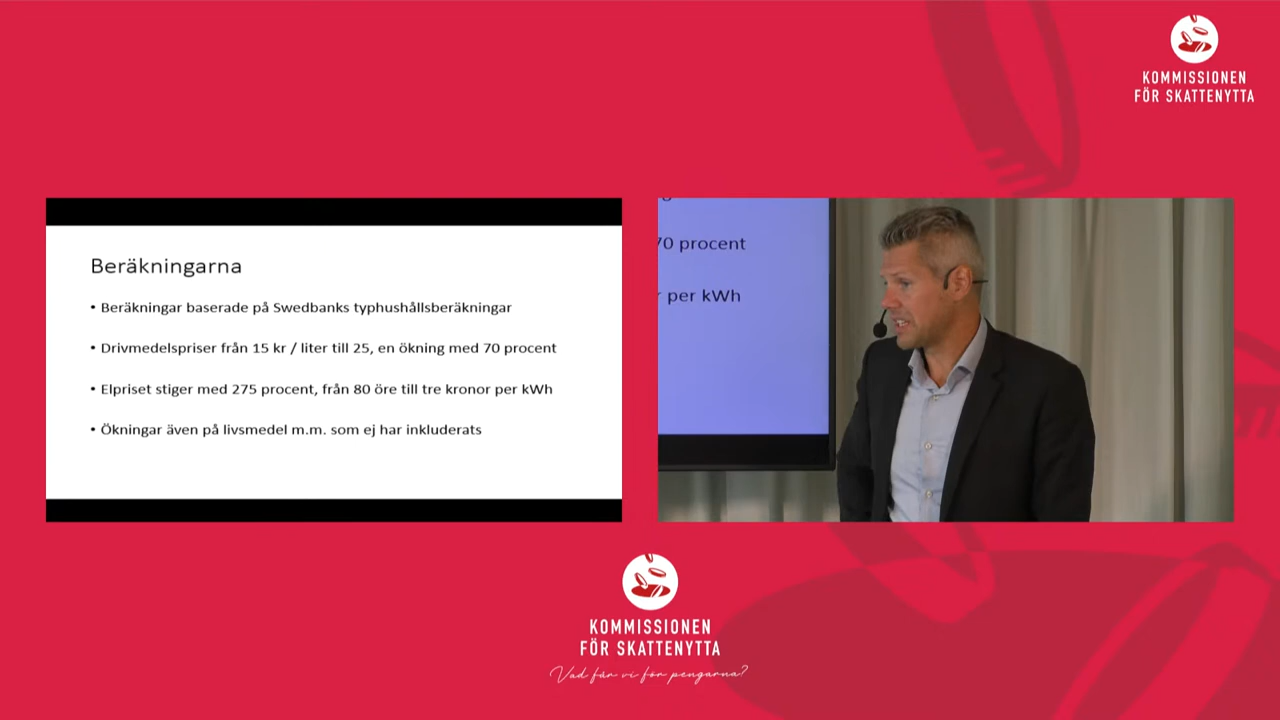 KOMMISSIONEN
FÖR SKATTENYTTA
Beräkningarna
• Beräkningar baserade på Swedbanks typhushållsberäkningar
• Drivmedelspriser från 15 kr / liter till 25, en ökning med 70 procent
• Elpriset stiger med 275 procent, från 80 öre till tre kronor per kWh
• Ökningar även på livsmedel m.m. som ej har inkluderats
70 procent
r per kWh
KOMMISSIONEN
FÖR SKATTENYTTA
Vad får vi för pengarna?